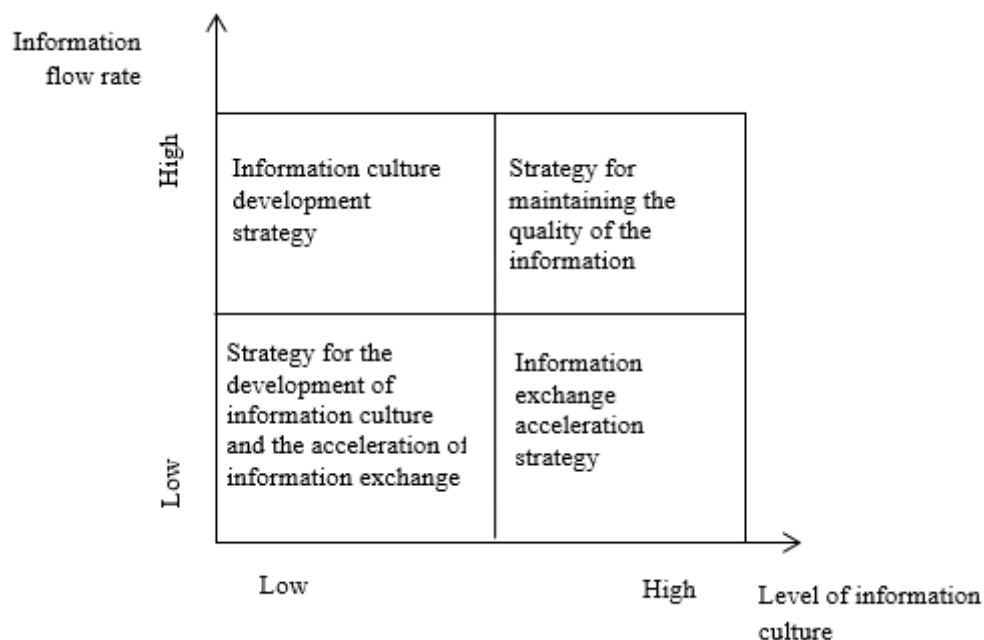 Information
flow rate
High
Information culture
development
strategy
Strategy for
maintaining the
quality of the
information
Low
Strategy for the
development of
information culture
and the acceleration of
information exchange
Information
exchange
acceleration
strategy
Low
High
Level of information
culture